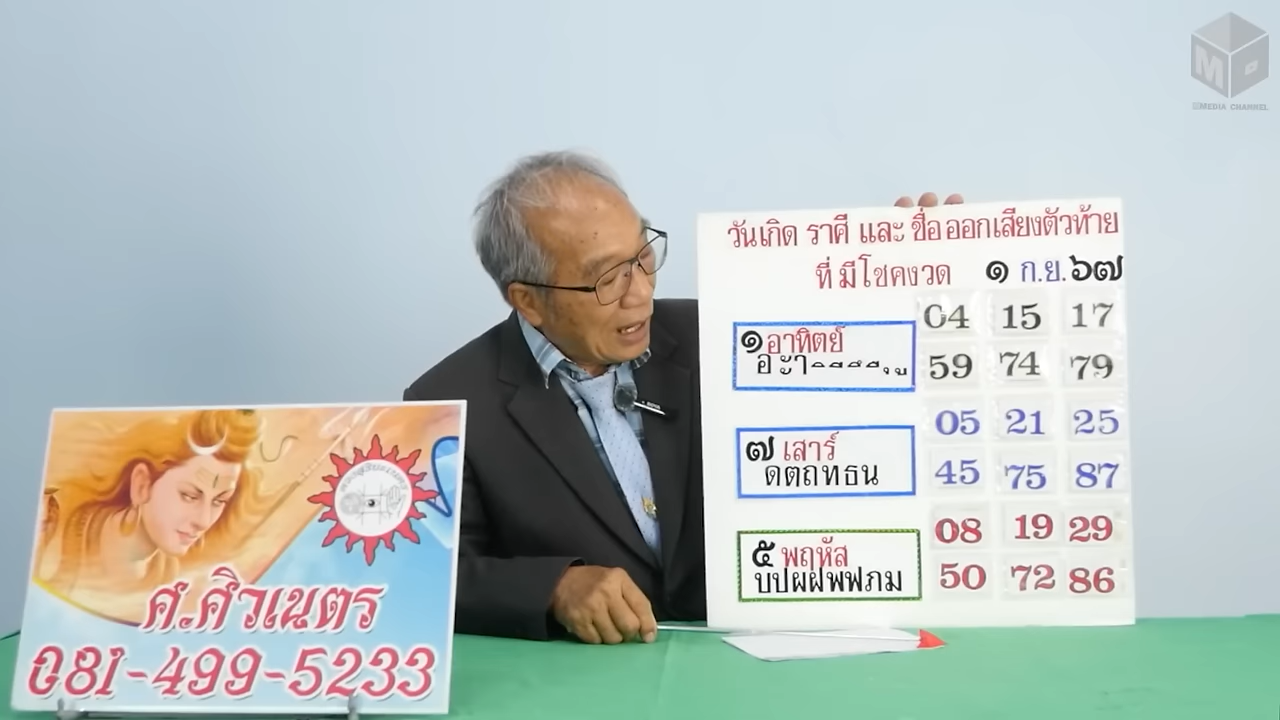 MEDIA CHANNEL
วันเกิด ราศี และ ชื่อ ออกเสียงตัวท้าย
ที่ มีโชคงวด ๑ ก.ย.๖๗
๑ อาทิตย์
04 15 17
59 74 79
๗ เสาร์
ดตถทธน
05 21 25
45 75 87
๕ พฤหัส
บปผฝพฟภม
08 19 29
50 72 86
ศ.ศิวเนตร
081-499-5233